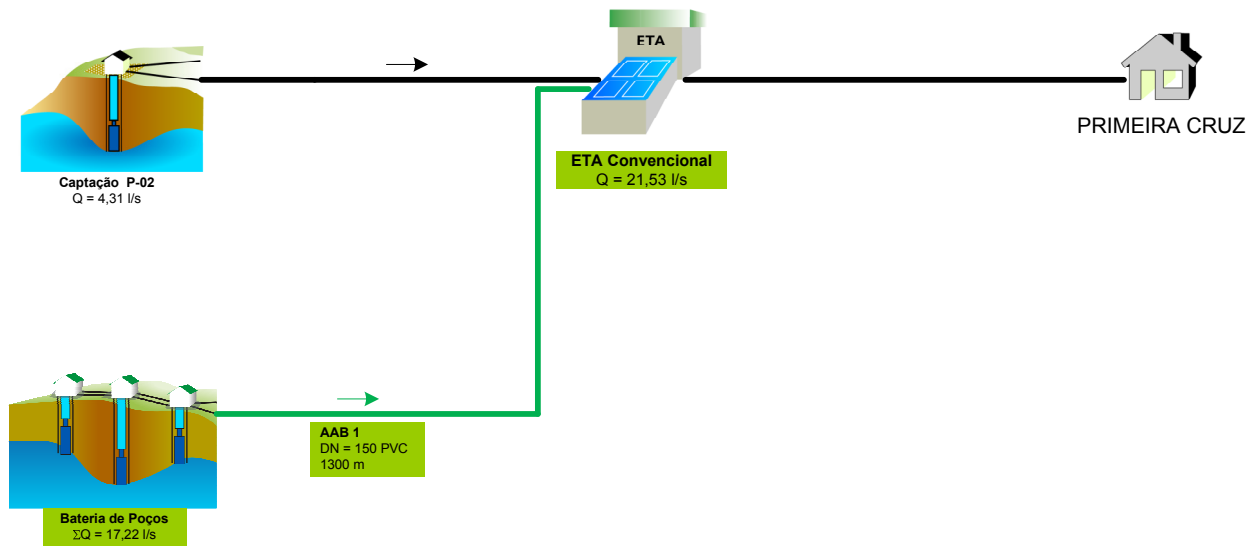 ETA
PRIMEIRA CRUZ
ETA Convencional
Q = 21,53 l/s
Captação P-02
Q = 4,31 l/s
AAB 1
DN = 150 PVC
1300 m
Bateria de Poços
ΣQ = 17,22 l/s